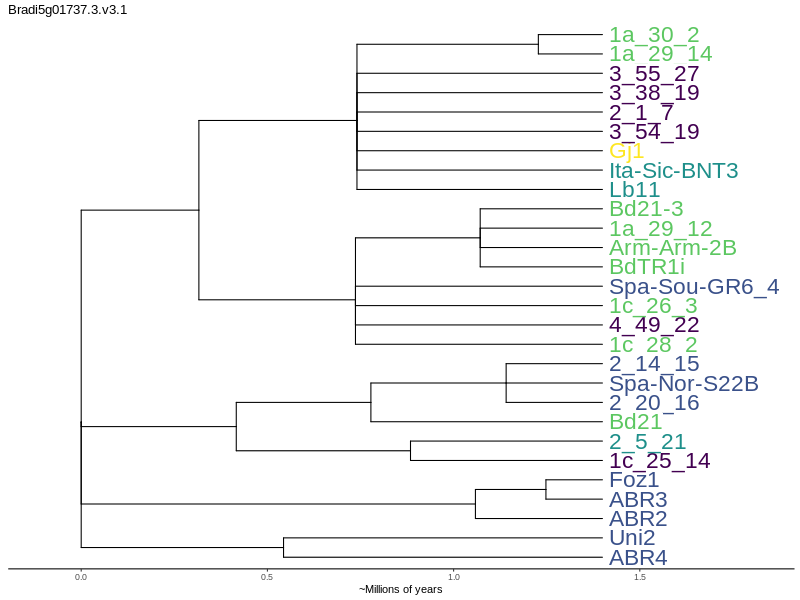 Bradi5g01737.3.v3.1
1a_30_2
1a_29_14
3_55_27
3_38_19
2_1_7
3_54_19
Gj1
Ita-Sic-BNT3
Lb11
Bd21-3
1a_29_12
Arm-Arm-2B
BdTR1i
Spa-Sou-GR6_4
1c_26_3
4_49_22
1c_28_2
2_14_15
Spa-Nor-S22B
2_20_16
Bd21
2_5_21
1c_25_14
Foz1
ABR3
ABR2
Uni2
ABR4
0.0 0.5 1.0 1.5
~Millions of years